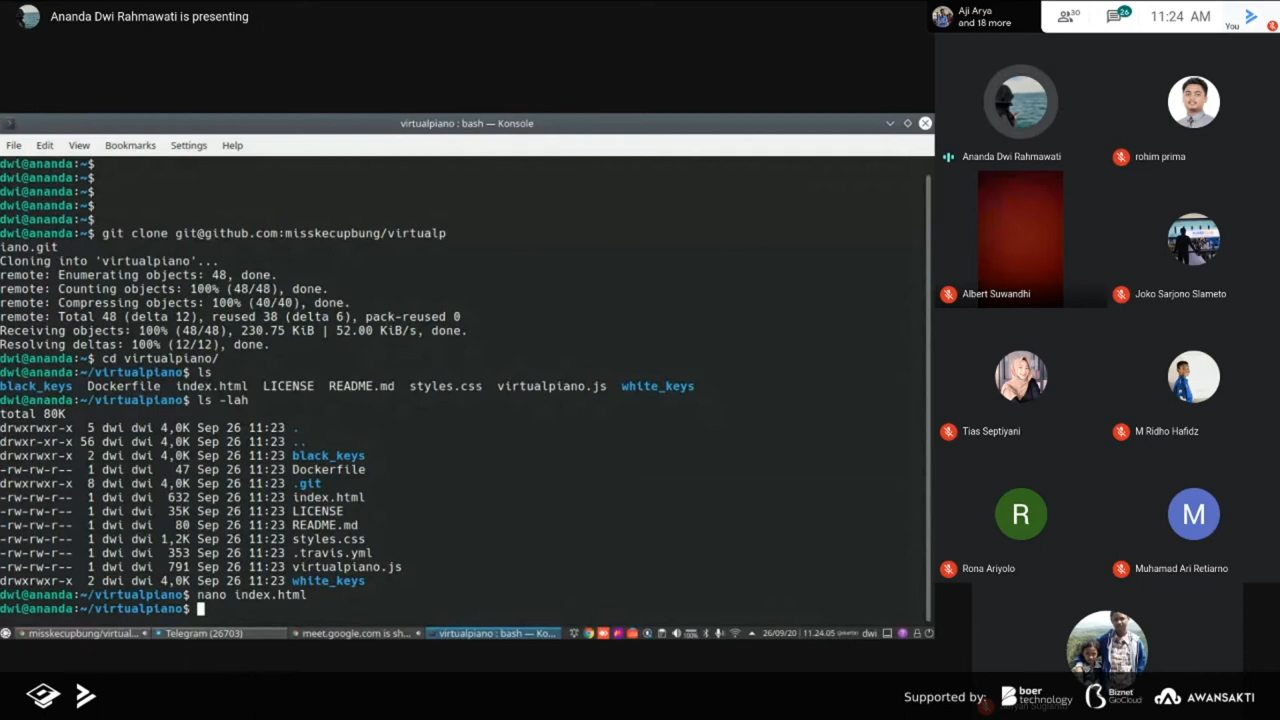 Ananda Dwi Rahmawati is presenting
Aji Arya
and 18 more
30
26
11:24 AM
You
virtualpiano : bash — Konsole
File Edit View Bookmarks Settings Help
dwi@ananda:~$
dwi@ananda:~$
dwi@ananda:~$
dwi@ananda:~$
dwi@ananda:~$
dwi@ananda:~$ git clone git@github.com:misskecupbung/virtualp
iano.git
Cloning into 'virtualpiano'...
remote: Enumerating objects: 48, done.
remote: Counting objects: 100% (48/48), done.
remote: Compressing objects: 100% (40/40), done.
remote: Total 48 (delta 12), reused 38 (delta 6), pack-reused 0
Receiving objects: 100% (48/48), 230.75 KiB | 52.00 KiB/s, done.
Resolving deltas: 100% (12/12), done.
dwi@ananda:~$ cd virtualpiano/
dwi@ananda:~/virtualpiano$ ls
black_keys Dockerfile index.html LICENSE README.md styles.css virtualpiano.js white_keys
dwi@ananda:~/virtualpiano$ ls -lah
total 80K
drwxrwxr-x 5 dwi dwi 4,0K Sep 26 11:23 .
drwxr-xr-x 56 dwi dwi 4,0K Sep 26 11:23 ..
drwxrwxr-x 2 dwi dwi 4,0K Sep 26 11:23 black_keys
-rw-rw-r-- 1 dwi dwi 47 Sep 26 11:23 Dockerfile
drwxrwxr-x 8 dwi dwi 4,0K Sep 26 11:23 .git
-rw-rw-r-- 1 dwi dwi 632 Sep 26 11:23 index.html
-rw-rw-r-- 1 dwi dwi 35K Sep 26 11:23 LICENSE
-rw-rw-r-- 1 dwi dwi 80 Sep 26 11:23 README.md
-rw-rw-r-- 1 dwi dwi 1,2K Sep 26 11:23 styles.css
-rw-rw-r-- 1 dwi dwi 353 Sep 26 11:23 .travis.yml
-rw-rw-r-- 1 dwi dwi 791 Sep 26 11:23 virtualpiano.js
drwxrwxr-x 2 dwi dwi 4,0K Sep 26 11:23 white_keys
dwi@ananda:~/virtualpiano$ nano index.html
dwi@ananda:~/virtualpiano$
misskecupbung/virtual... Telegram (26703) meet.google.com is sh... virtualpiano : bash — Ko... 26/09/20 11.24.05 dwi
Ananda Dwi Rahmawati
rohim prima
Albert Suwandhi
Joko Sarjono Slameto
Tias Septiyani
M Ridho Hafidz
R
M
Rona Ariyolo
Muhamad Ari Retiarno
Supported by:
boer technology
Biznet GioCloud
AWANSAKTI